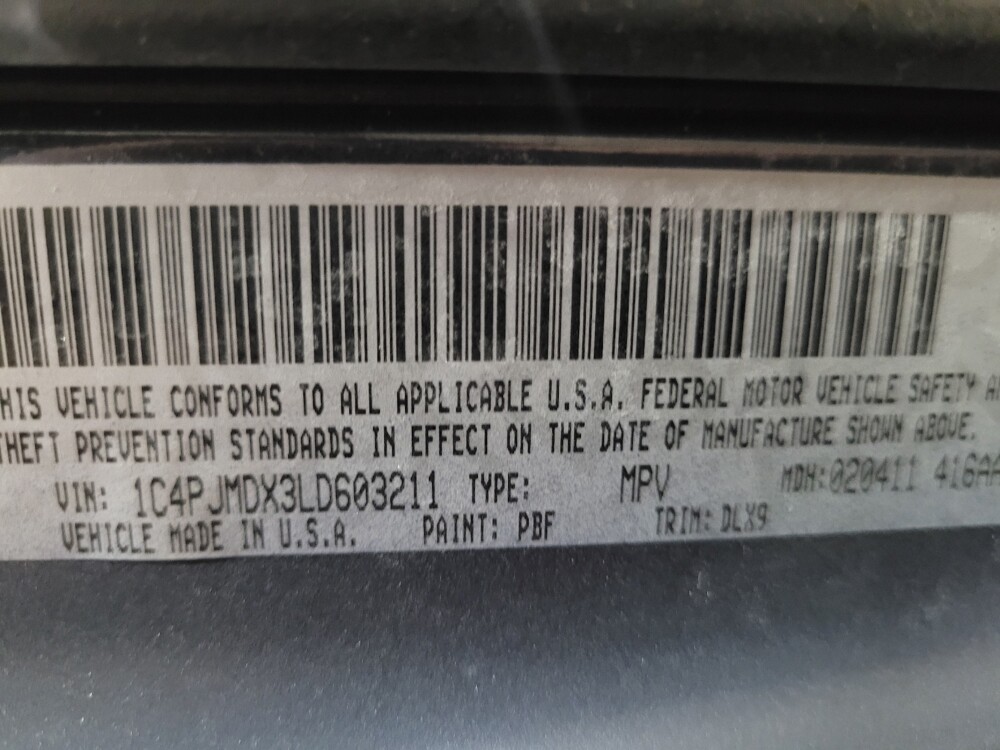 HIS VEHICLE CONFORMS TO ALL APPLICABLE U.S.A. FEDERAL MOTOR VEHICLE SAFETY A
THEFT PREVENTION STANDARDS IN EFFECT ON THE DATE OF MANUFACTURE SHOWN ABOVE.
VIN: 1C4PJMDX3LD603211 TYPE: MPV MDH:020411 416AA
VEHICLE MADE IN U.S.A. PAINT: PBF TRIM: DLX9